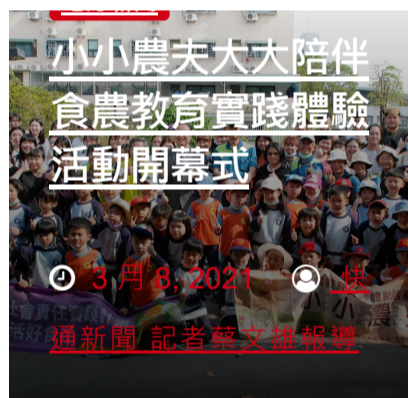 小小農夫大大陪伴
食農教育實踐體驗
活動開幕式
3 月 8, 2021 快
通新聞 記者蔡文雄報導